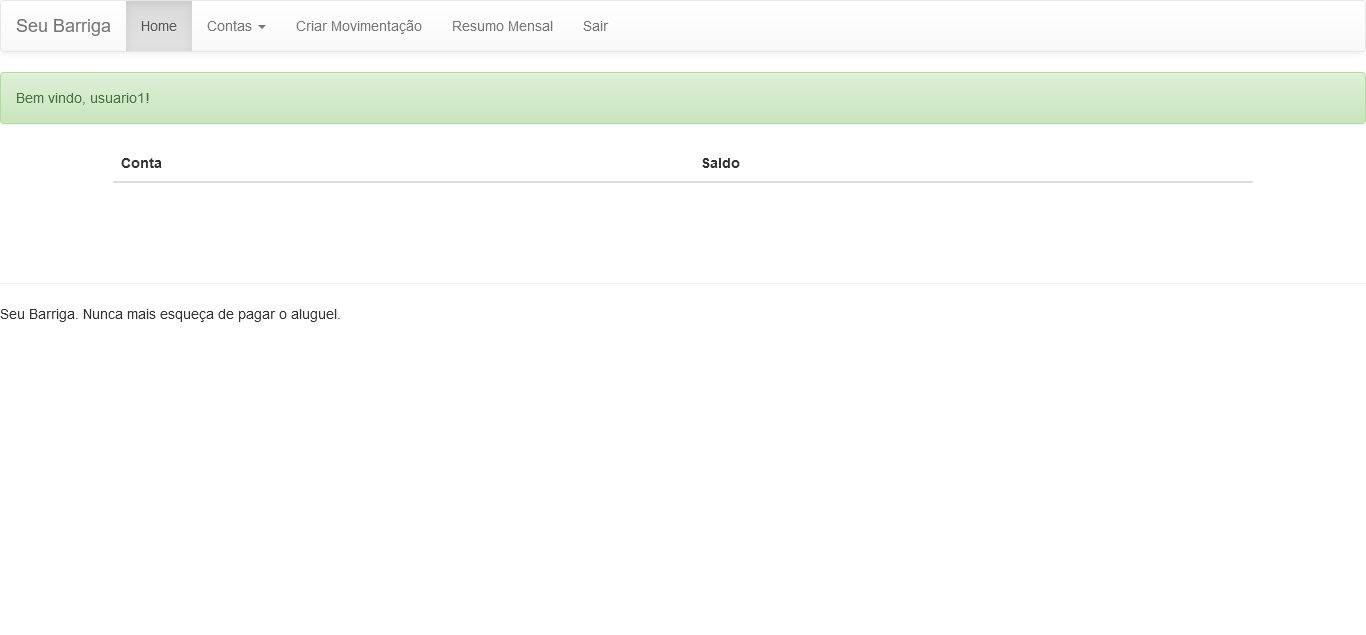 Seu Barriga Home Contas Criar Movimentação Resumo Mensal Sair
Bem vindo, usuario1!
Conta Saldo
Seu Barriga. Nunca mais esqueça de pagar o aluguel.